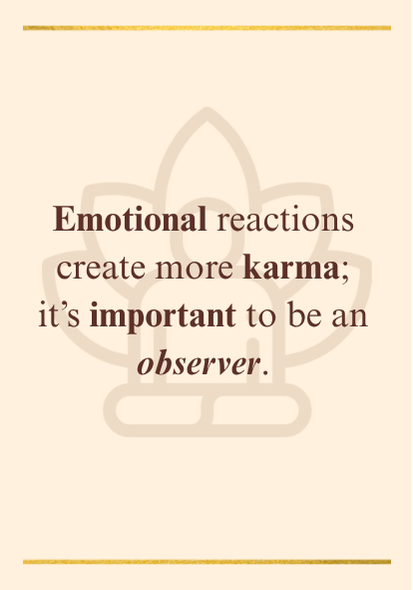 Emotional reactions
create more karma;
it’s important to be an
observer.